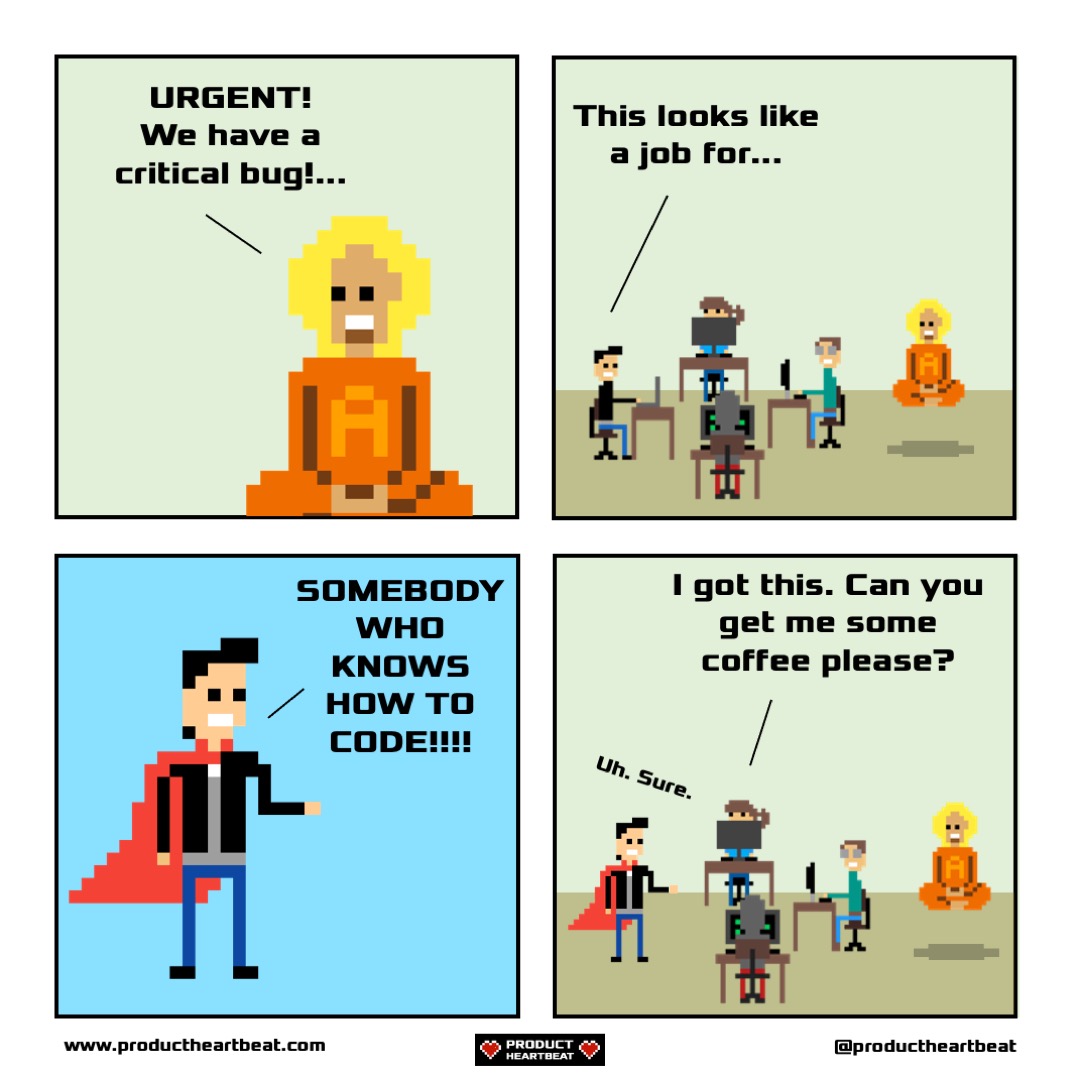 URGENT!
We have a
critical bug!...
This looks like
a job for...
SOMEBODY
WHO
KNOWS
HOW TO
CODE!!!!
I got this. Can you
get me some
coffee please?
Uh. Sure.
www.productheartbeat.com
PRODUCT
HEARTBEAT
@productheartbeat